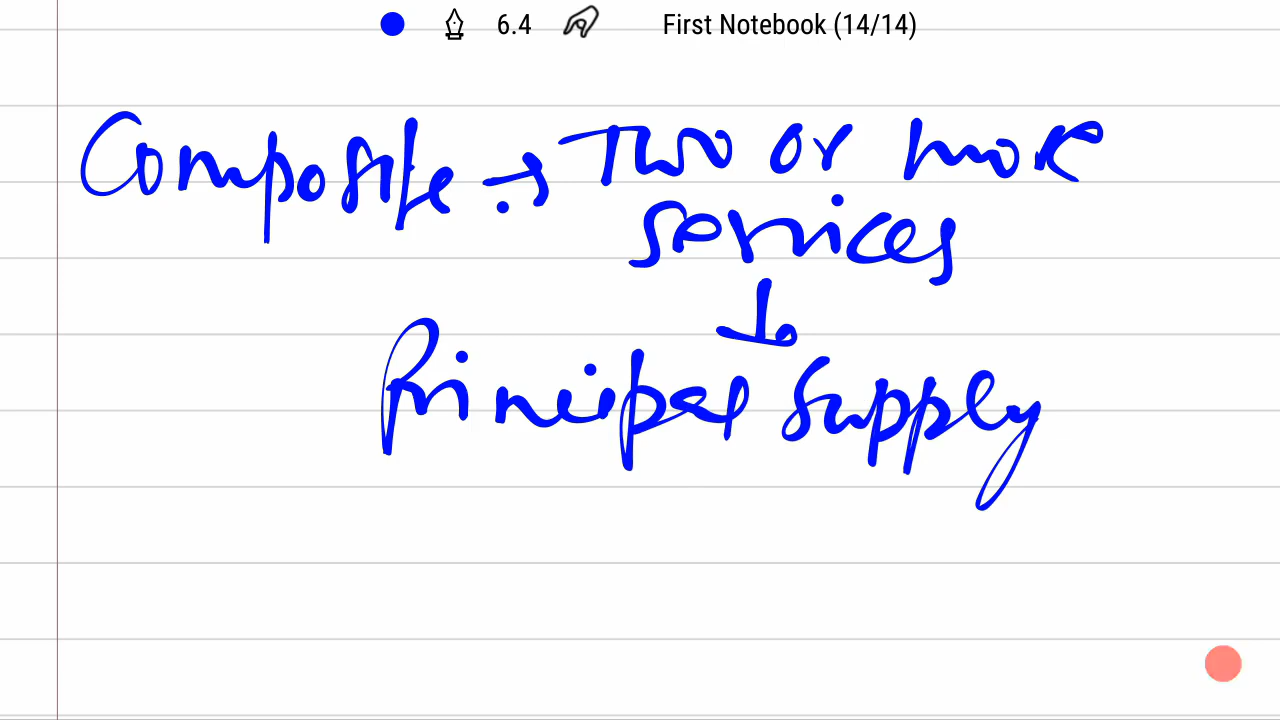 6.4 First Notebook (14/14)
Composite → Two or more
services
↓
Principal Supply